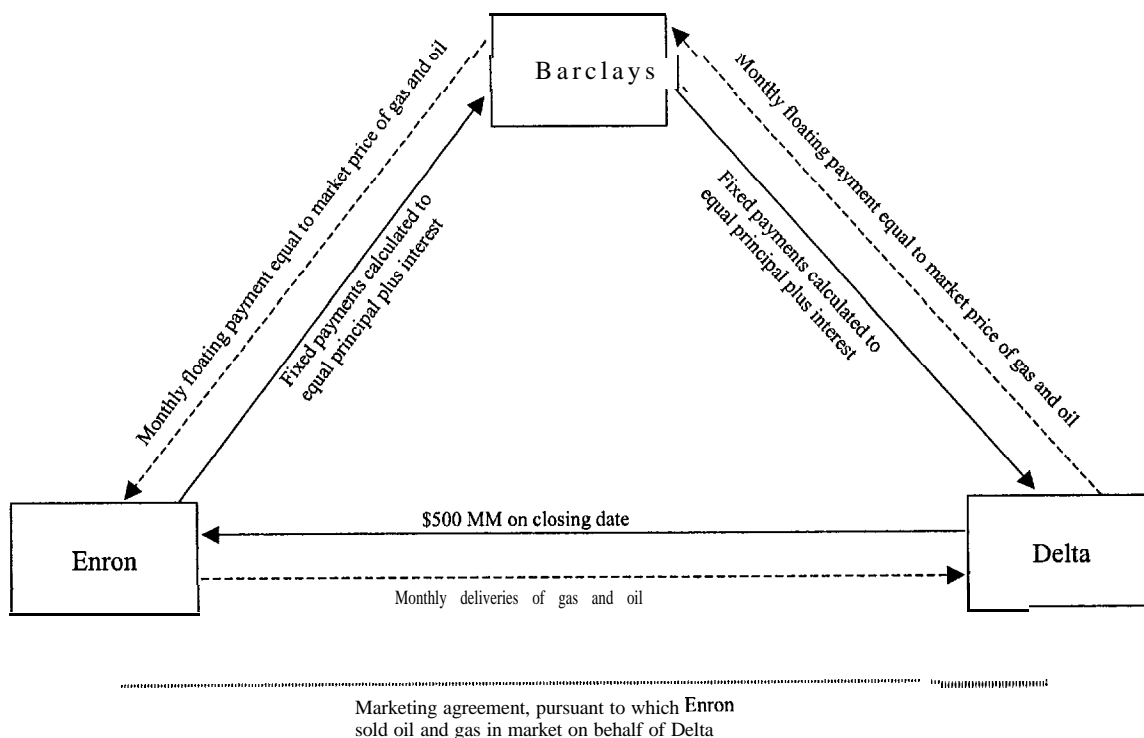 Barclays
Monthly floating payment equal to market price of gas and oil
Fixed payments calculated to
equal principal plus interest
Fixed payments calculated to
equal principal plus interest
Monthly floating payment equal to market price of gas and oil
$500 MM on closing date
Enron
Delta
Monthly deliveries of gas and oil
Marketing agreement, pursuant to which Enron
sold oil and gas in market on behalf of Delta